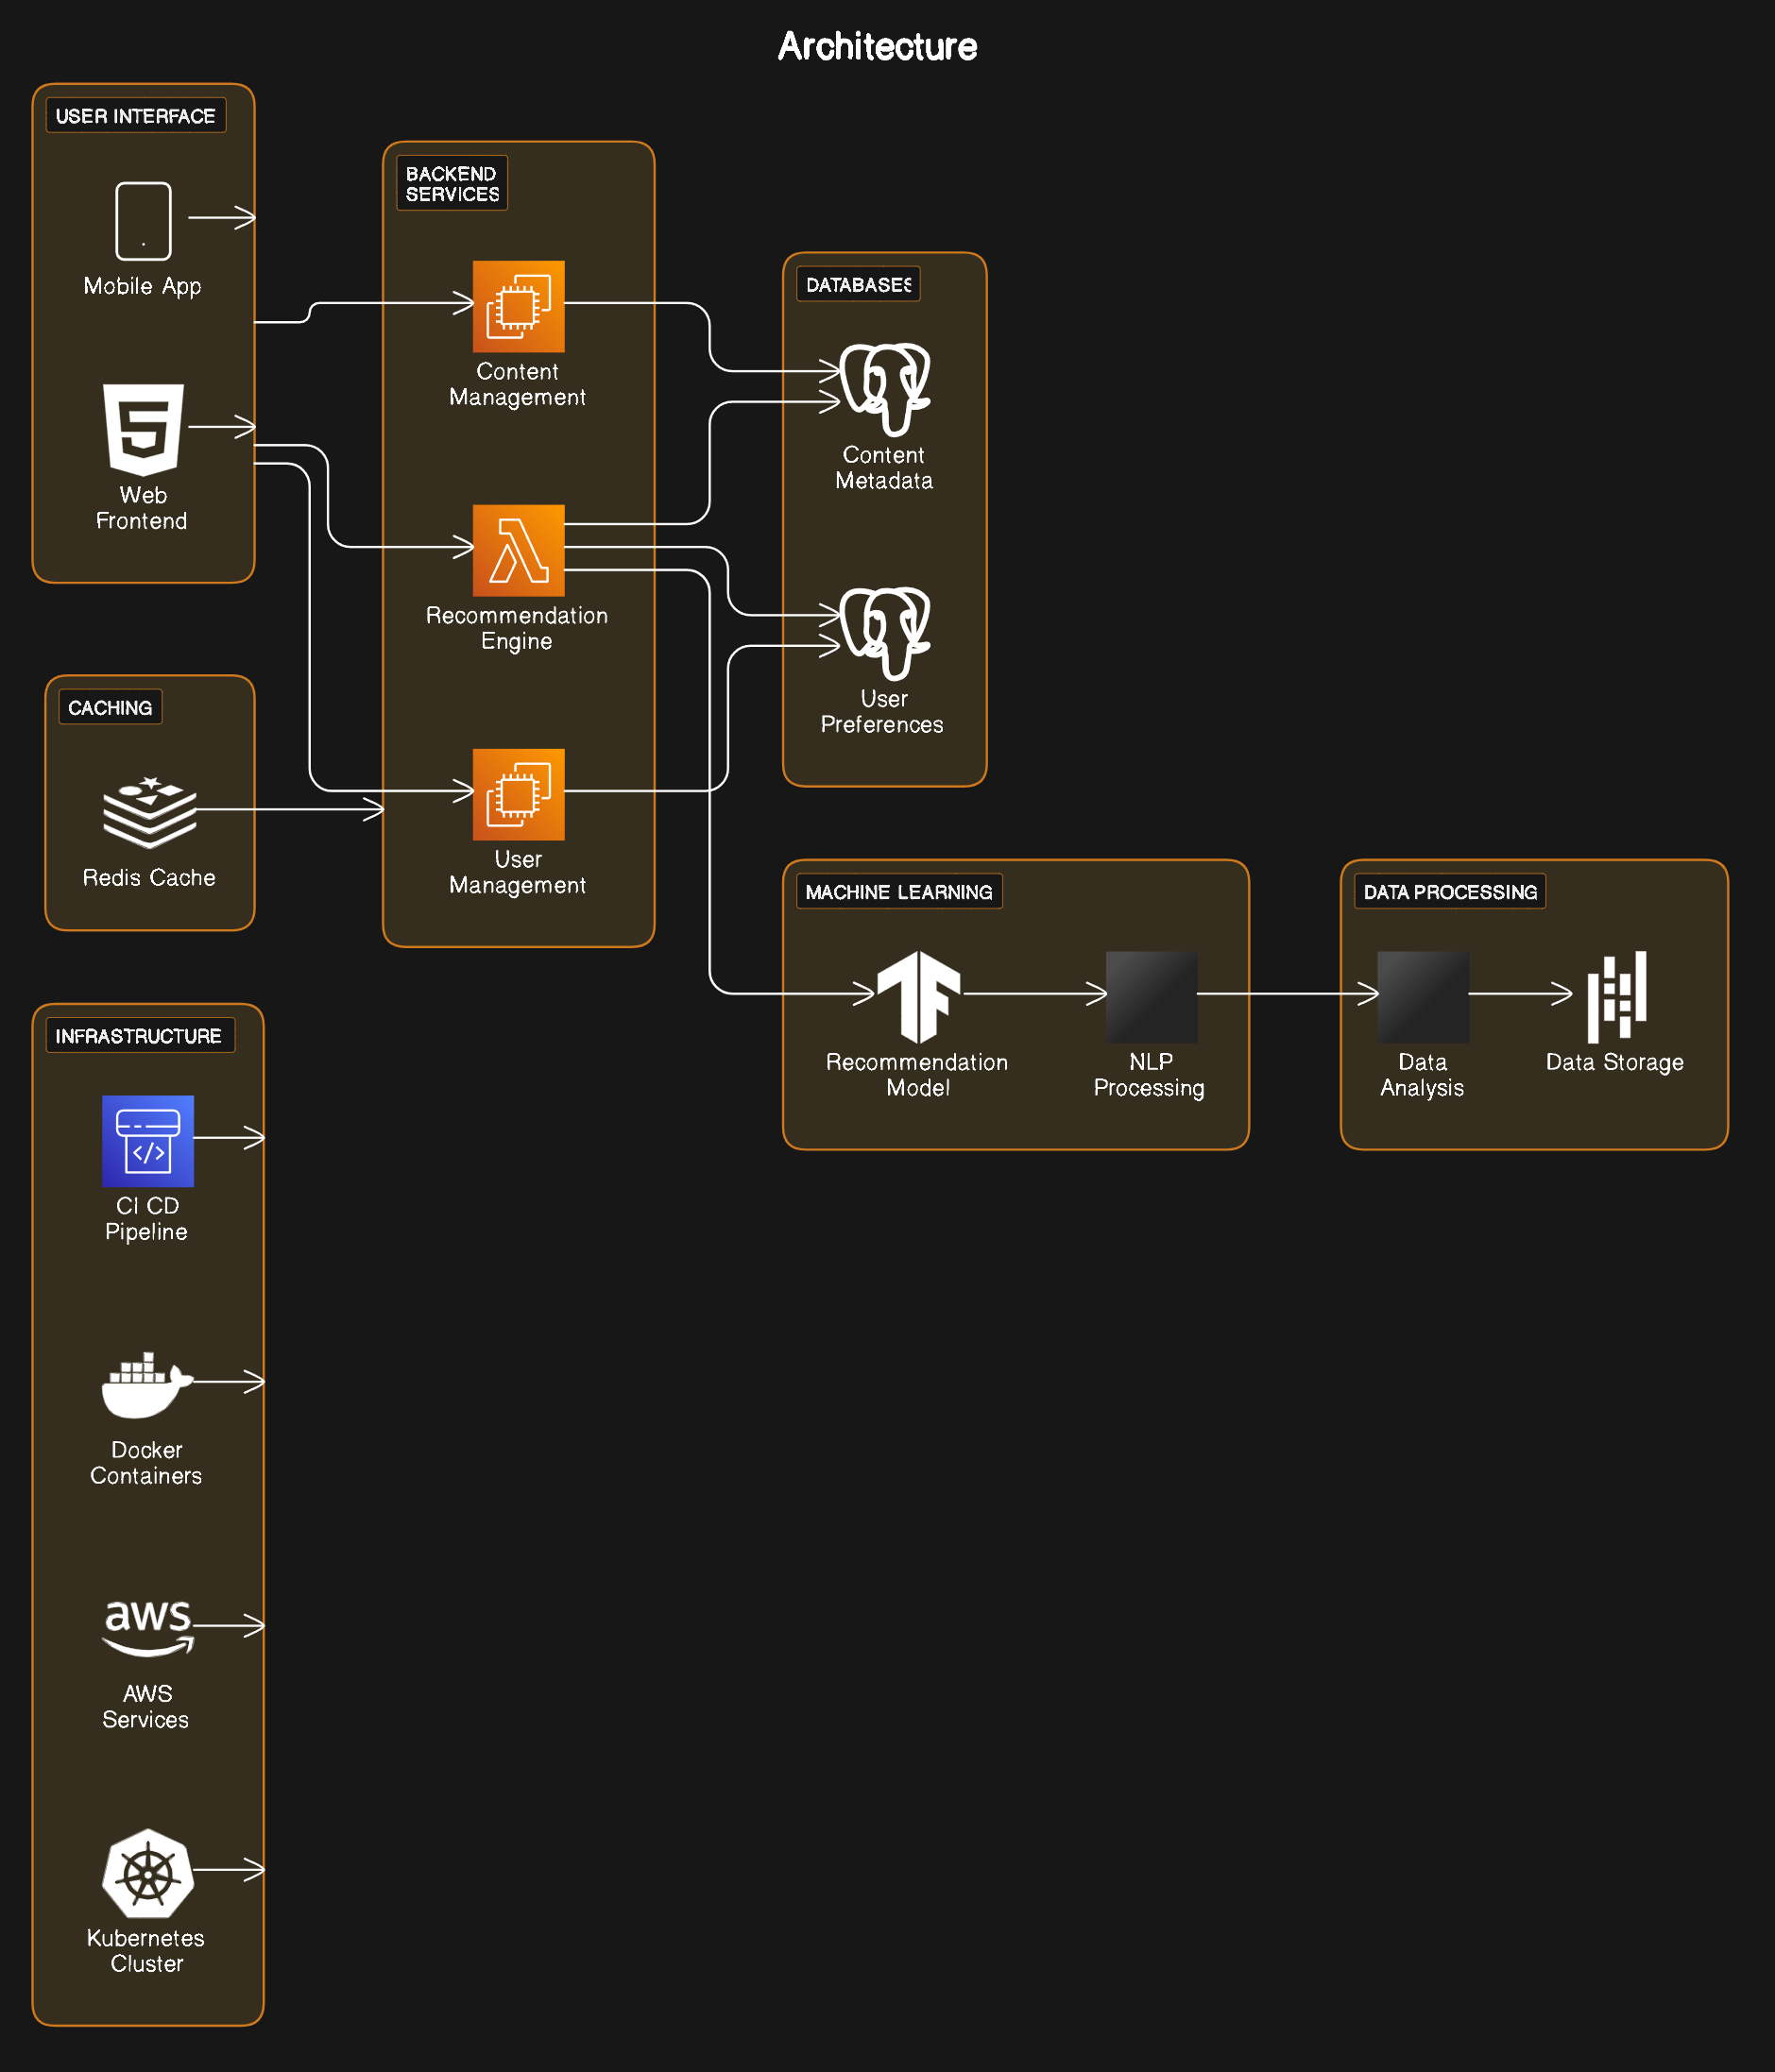 Architecture
USER INTERFACE
Mobile App
Web
Frontend
BACKEND
SERVICES
Content
Management
Recommendation
Engine
User
Management
DATABASES
Content
Metadata
User
Preferences
CACHING
Redis Cache
MACHINE LEARNING
Recommendation
Model
NLP
Processing
DATA PROCESSING
Data
Analysis
Data Storage
INFRASTRUCTURE
CI CD
Pipeline
Docker
Containers
aws
AWS
Services
Kubernetes
Cluster